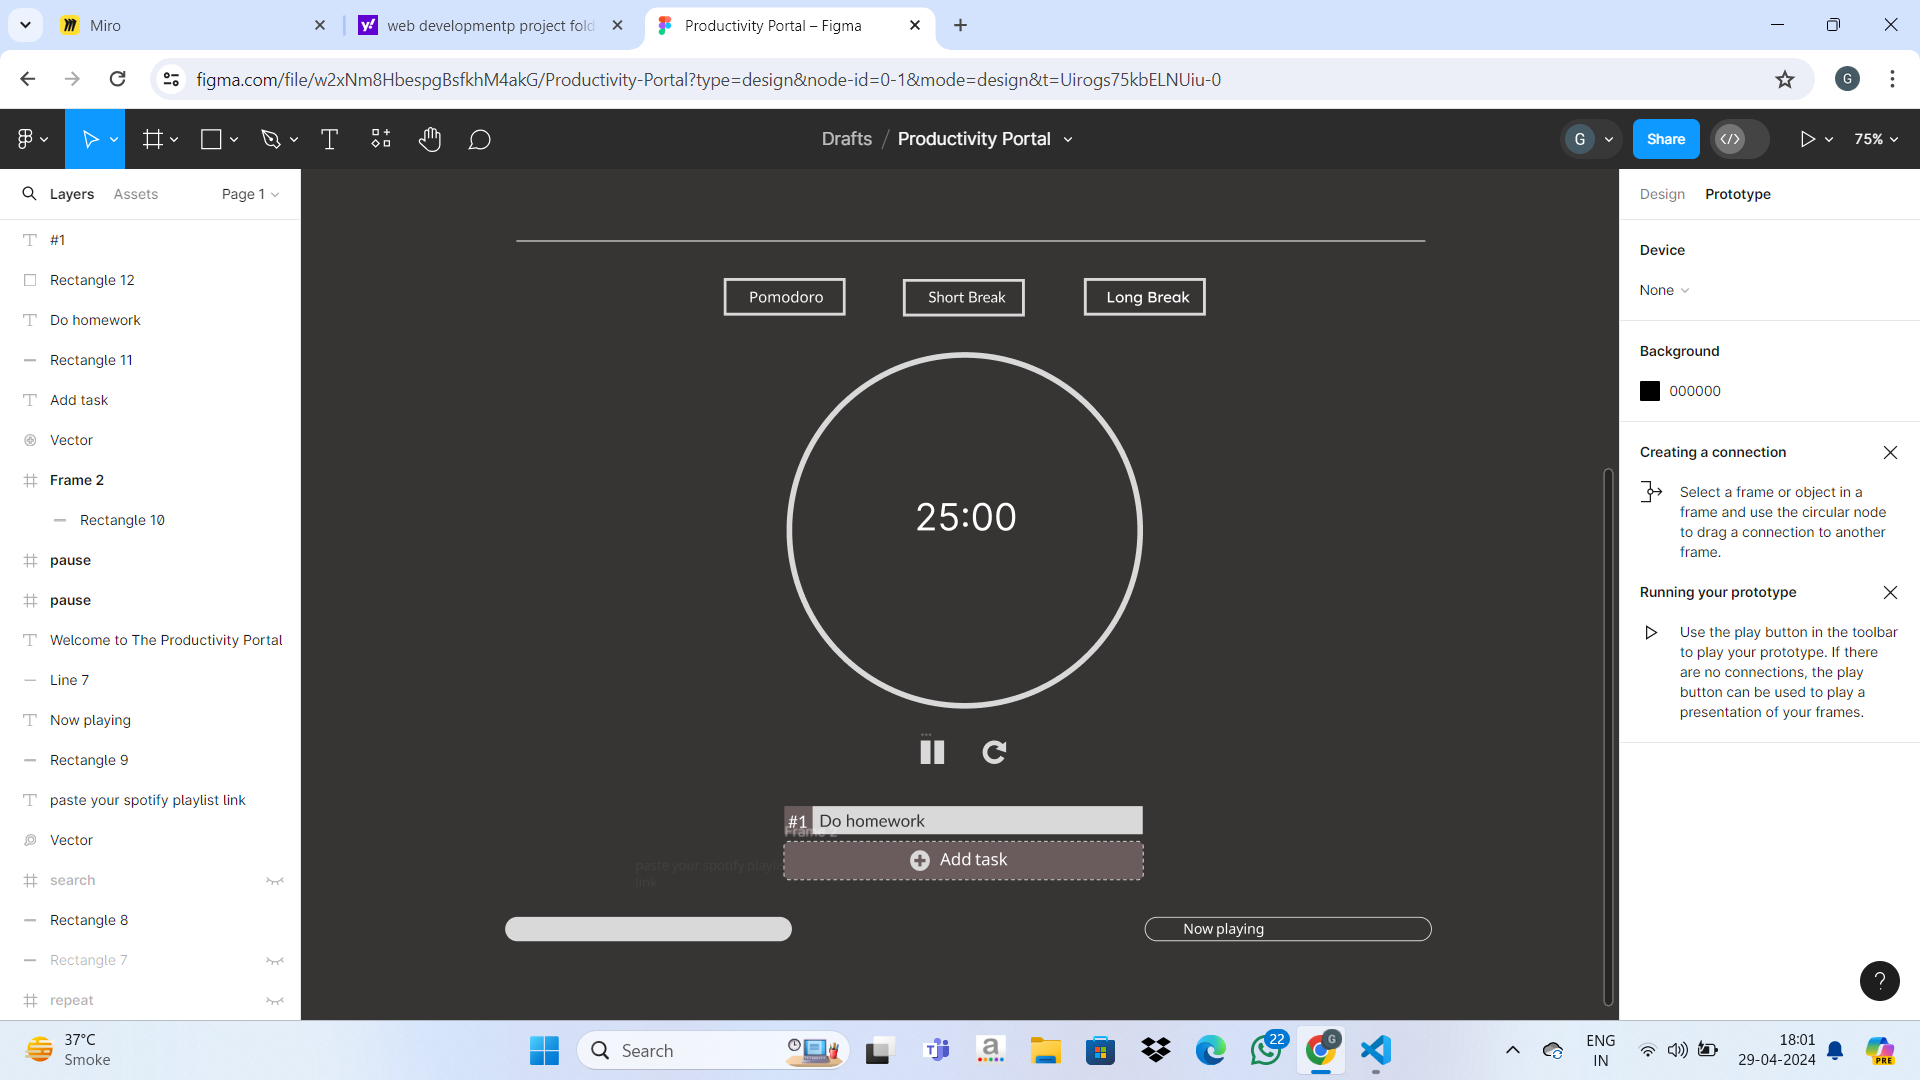 Miro
web developmentp project fold
Productivity Portal – Figma
figma.com/file/w2xNm8HbespgBsfkhM4akG/Productivity-Portal?type=design&node-id=0-1&mode=design&t=Uirogs75kbELNUiu-0
G
Drafts / Productivity Portal
G
Share
75%
Layers
Assets
Page 1
#1
Rectangle 12
Do homework
Rectangle 11
Add task
Vector
Frame 2
Rectangle 10
pause
pause
Welcome to The Productivity Portal
Line 7
Now playing
Rectangle 9
paste your spotify playlist link
Vector
search
Rectangle 8
Rectangle 7
repeat
Pomodoro
Short Break
Long Break
25:00
#1
Do homework
Frame 2
Add task
paste your spotify playli
link
Now playing
Design
Prototype
Device
None
Background
000000
Creating a connection
Select a frame or object in a
frame and use the circular node
to drag a connection to another
frame.
Running your prototype
Use the play button in the toolbar
to play your prototype. If there
are no connections, the play
button can be used to play a
presentation of your frames.
?
37°C
Smoke
Search
22
G
ENG
IN
18:01
29-04-2024
PRE